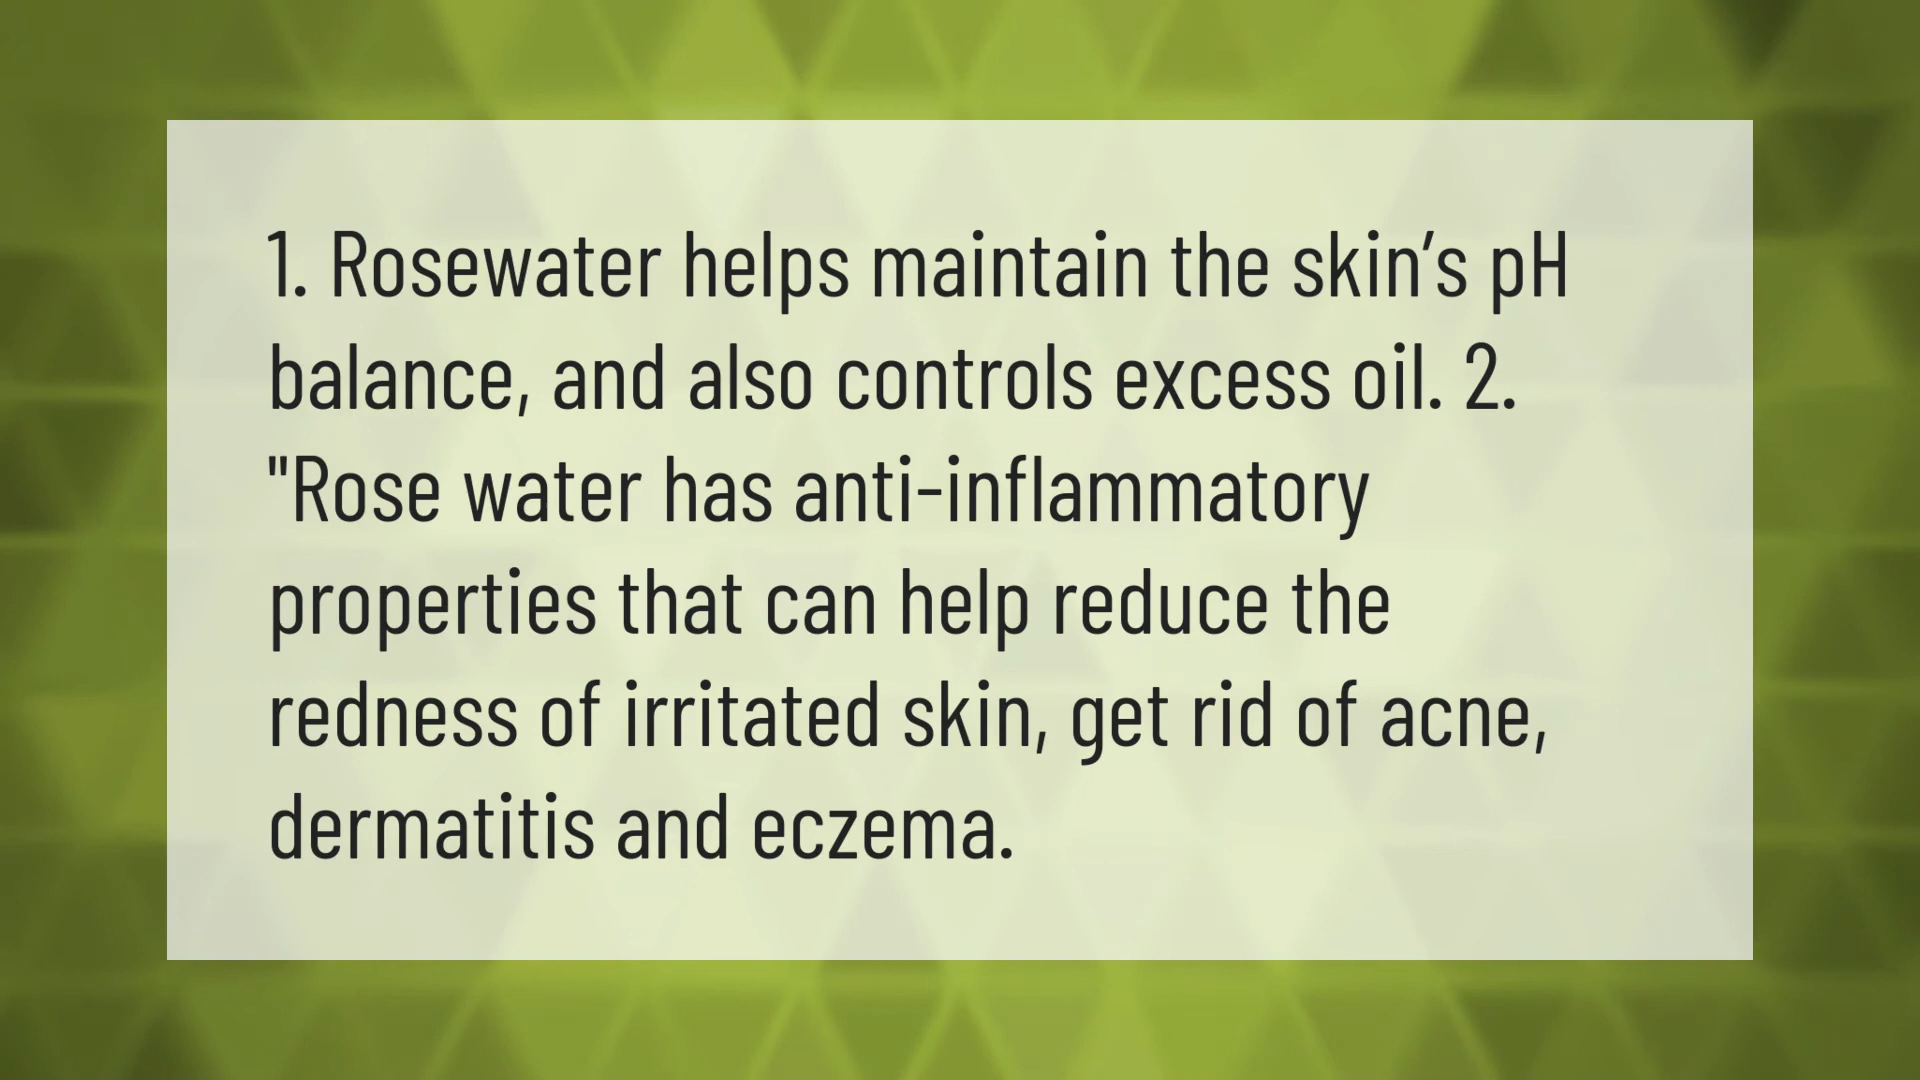 1. Rosewater helps maintain the skin’s pH
balance, and also controls excess oil. 2.
"Rose water has anti-inflammatory
properties that can help reduce the
redness of irritated skin, get rid of acne,
dermatitis and eczema.